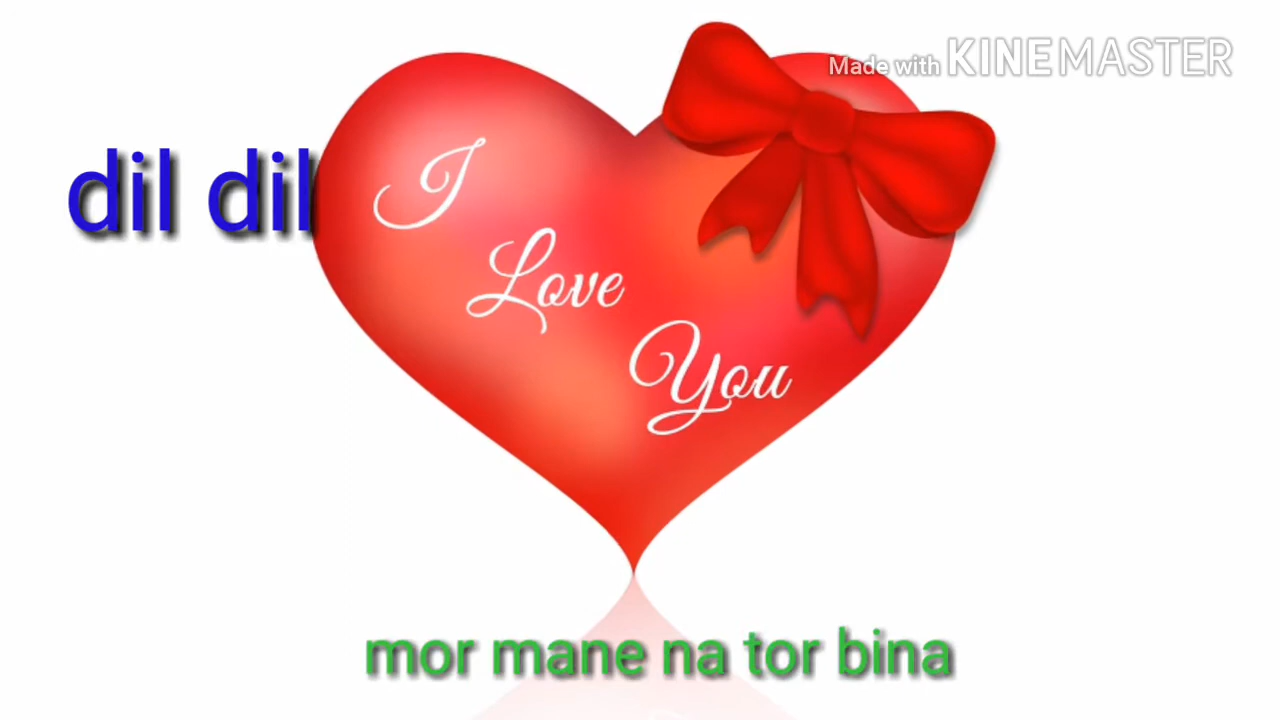 Made with KINEMASTER
dil dil
I
Love
You
mor mane na tor bina